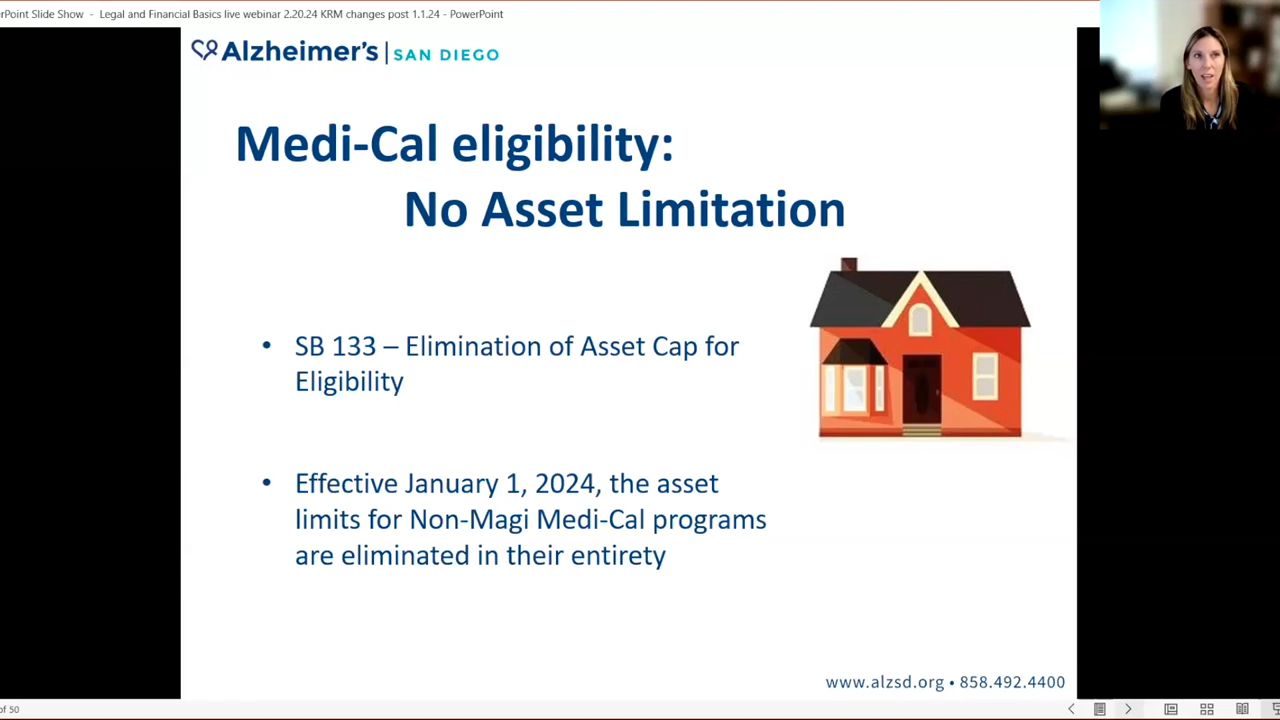 erPoint Slide Show - Legal and Financial Basics live webinar 2.20.24 KRM changes post 1.1.24 - PowerPoint
Alzheimer's | SAN DIEGO
Medi-Cal eligibility:
No Asset Limitation
• SB 133 – Elimination of Asset Cap for
Eligibility
• Effective January 1, 2024, the asset
limits for Non-Magi Medi-Cal programs
are eliminated in their entirety
www.alzsd.org • 858.492.4400
of 50